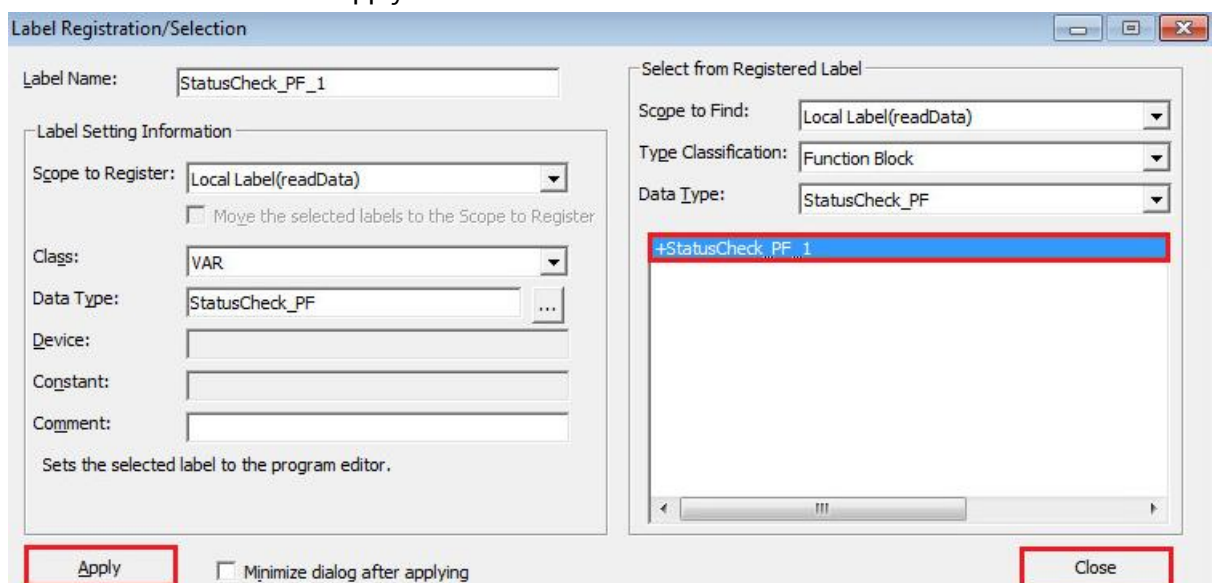 Apply
Label Registration/Selection
Label Name: StatusCheck_PF_1
Label Setting Information
Scope to Register: Local Label(readData)
Move the selected labels to the Scope to Register
Class: VAR
Data Type: StatusCheck_PF ...
Device:
Constant:
Comment:
Sets the selected label to the program editor.
Select from Registered Label
Scope to Find: Local Label(readData)
Type Classification: Function Block
Data Type: StatusCheck_PF
+StatusCheck_PF_1
Apply
Minimize dialog after applying
Close